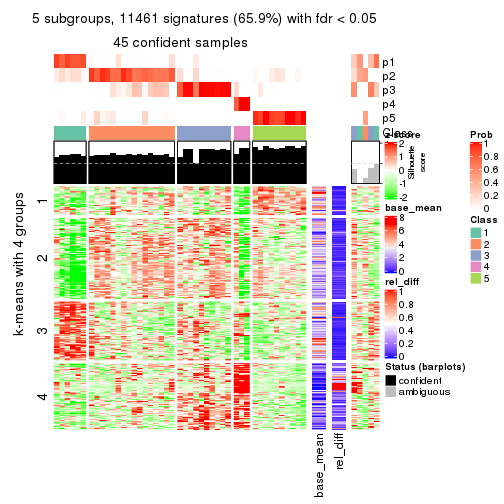 5 subgroups, 11461 signatures (65.9%) with fdr < 0.05
45 confident samples
p1
p2
p3
p4
p5
Class
z-score
2
1
0
-1
-2
Silhouette
score
Prob
1
0.8
0.6
0.4
0.2
0
base_mean
8
6
4
2
0
Class
1
2
3
4
5
rel_diff
1
0.8
0.6
0.4
0.2
0
Status (barplots)
confident
ambiguous
k-means with 4 groups
1
2
3
4
base_mean
rel_diff